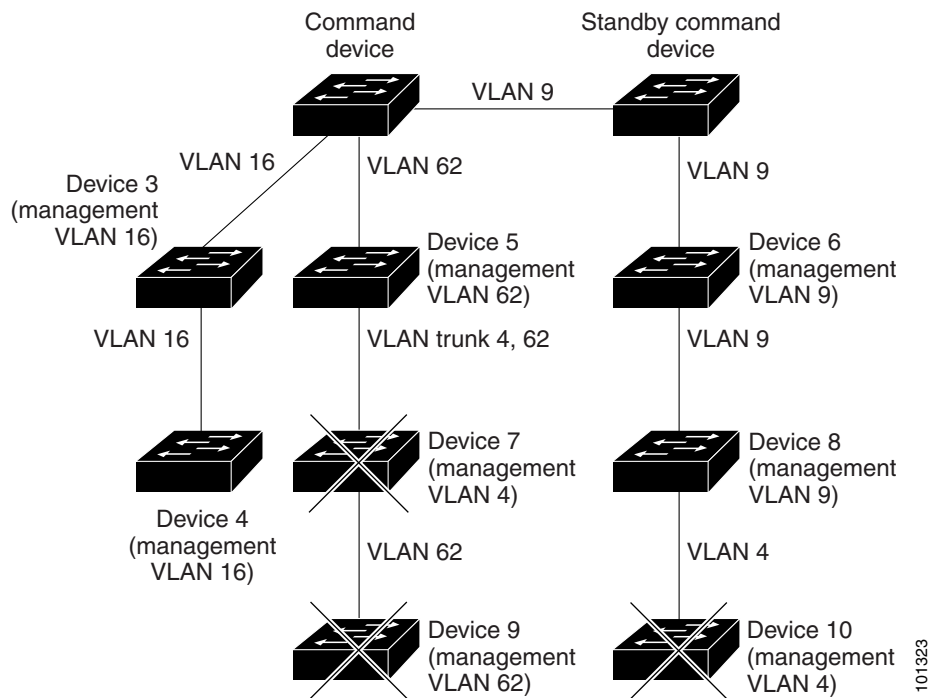 Command
device
Standby command
device
VLAN 9
VLAN 16
VLAN 62
VLAN 9
Device 3
(management
VLAN 16)
Device 5
(management
VLAN 62)
Device 6
(management
VLAN 9)
VLAN 16
VLAN trunk 4, 62
VLAN 9
Device 7
(management
VLAN 4)
Device 8
(management
VLAN 9)
Device 4
(management
VLAN 16)
VLAN 62
VLAN 4
Device 9
(management
VLAN 62)
Device 10
(management
VLAN 4)
101323